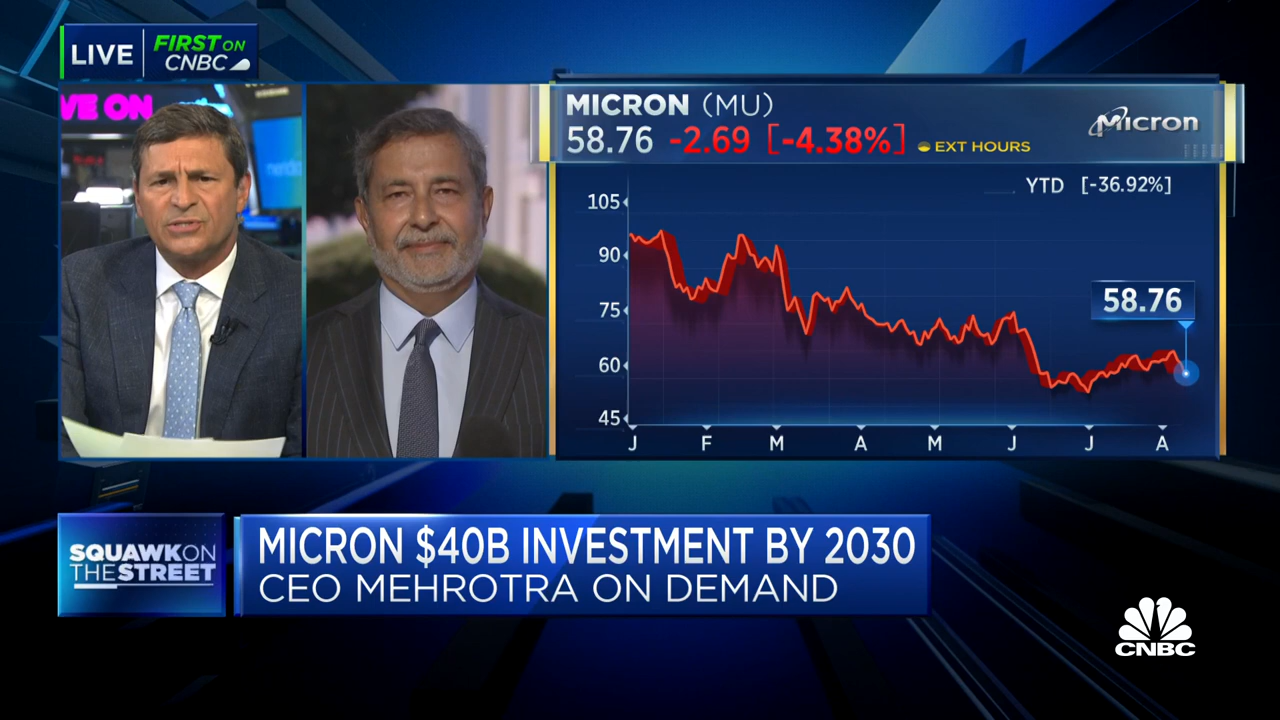 LIVE
FIRST ON
CNBC
VE ON
MICRON (MU)
58.76 -2.69 [-4.38%] EXT HOURS
Micron
YTD [-36.92%]
105
90
75
60
45
58.76
J F M A M J J A
SQUAWK ON
THE STREET
MICRON $40B INVESTMENT BY 2030
CEO MEHROTRA ON DEMAND
CNBC